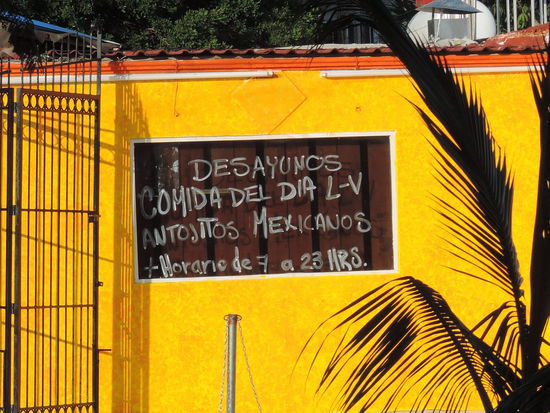 DESAYUNOS
COMIDA DEL DIA L-V
ANTOJITOS MEXICANOS
+ Horario de 7 a 23 HRS.